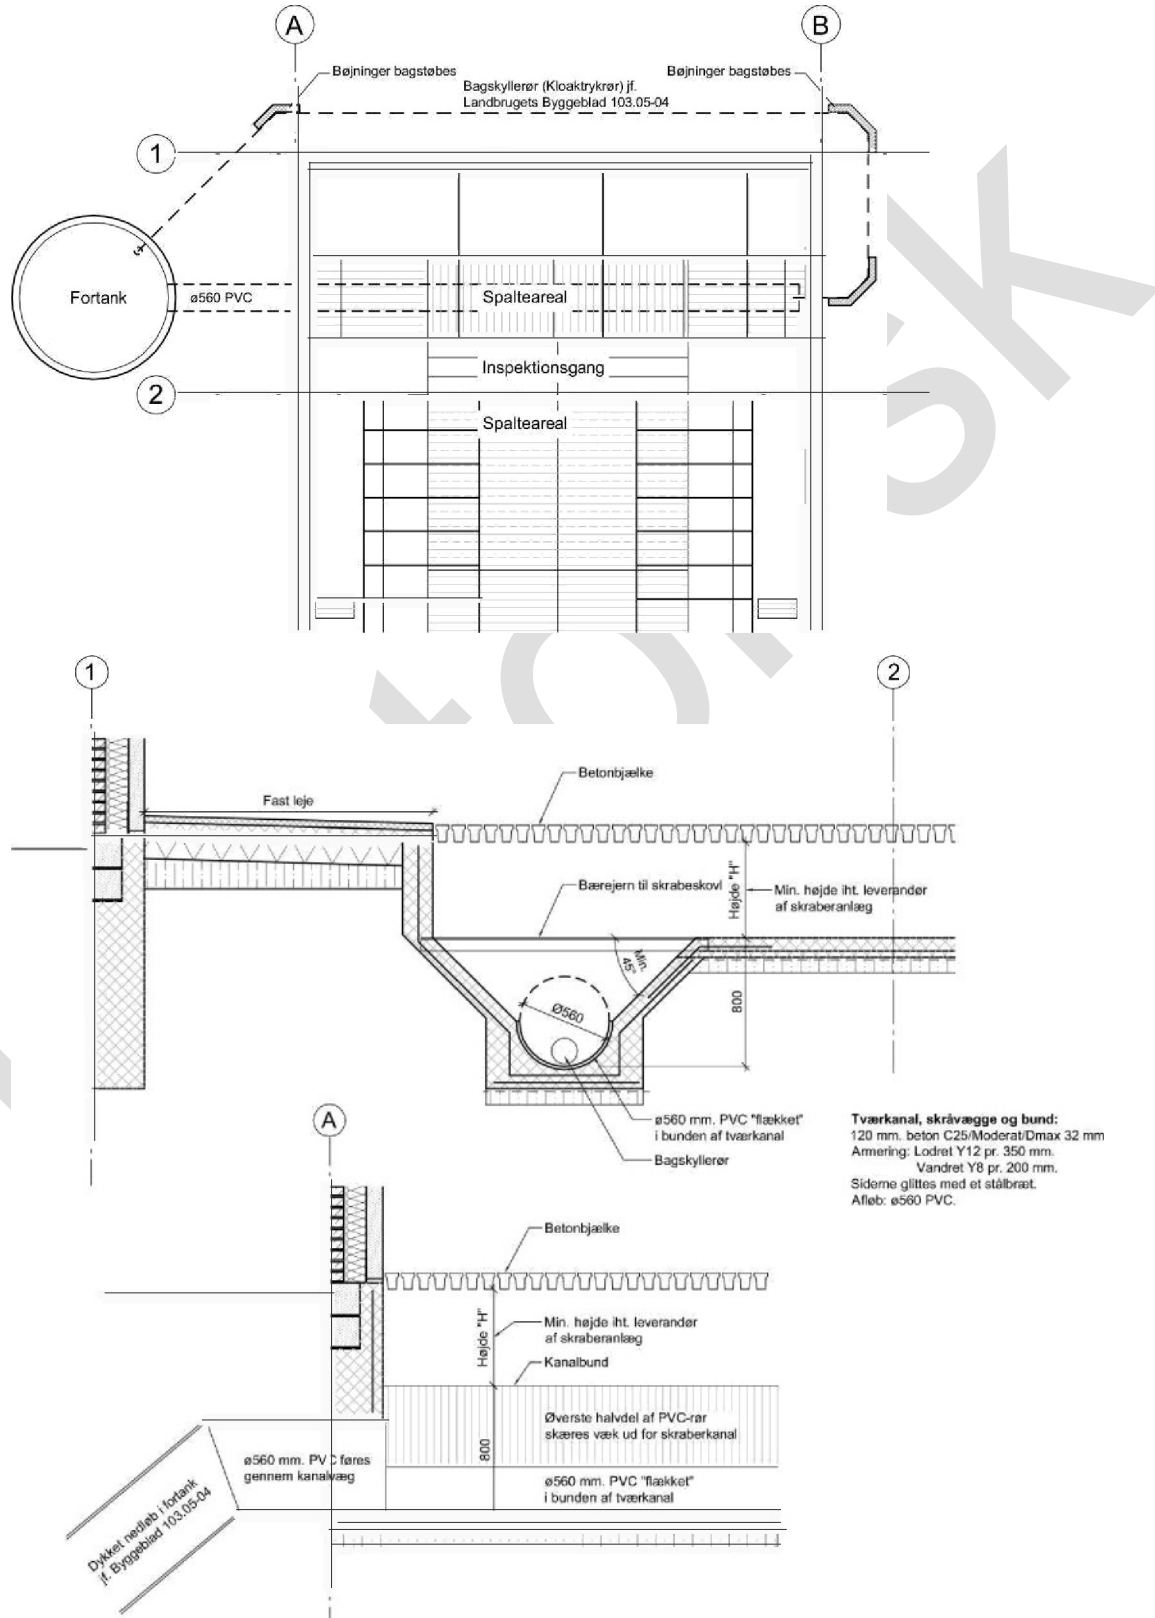 A
B
Bøjninger bagstøbes
Bøjninger bagstøbes
Bagskyllerør (Kloaktrykrør) jf.
Landbrugets Byggeblad 103.05-04
1
Fortank
ø560 PVC
Spalteareal
Inspektionsgang
2
Spalteareal
1
2
Betonbjælke
Fast leje
Højde "H"
Min. højde iht. leverandør
af skraberanlæg
Bærejern til skrabeskovl
Min.
45°
Ø560
800
ø560 mm. PVC "flækket"
i bunden af tværkanal
Bagskyllerør
Tværkanal, skråvægge og bund:
120 mm. beton C25/Moderat/Dmax 32 mm
Armering: Lodret Y12 pr. 350 mm.
Vandret Y8 pr. 200 mm.
Siderne glittes med et stålbræt.
Afløb: ø560 PVC.
A
Betonbjælke
Højde "H"
Min. højde iht. leverandør
af skraberanlæg
Kanalbund
Øverste halvdel af PVC-rør
skæres væk ud for skraberkanal
800
ø560 mm. PVC føres
gennem kanalvæg
ø560 mm. PVC "flækket"
i bunden af tværkanal
Dykket nedløb i fortank
jf. Byggeblad 103.05-04